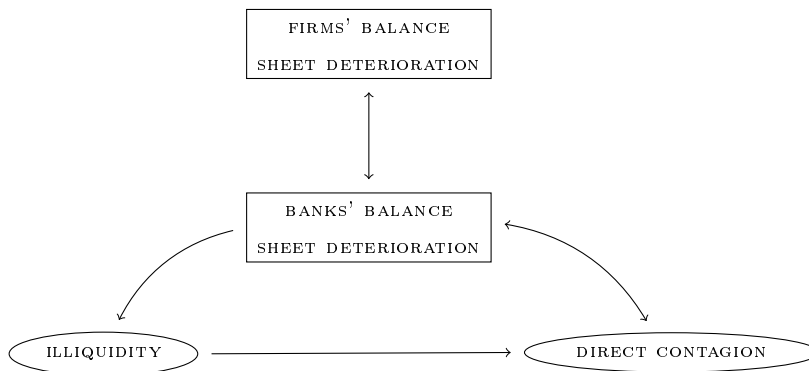 FIRMS' BALANCE
SHEET DETERIORATION
BANKS' BALANCE
SHEET DETERIORATION
ILLIQUIDITY
DIRECT CONTAGION